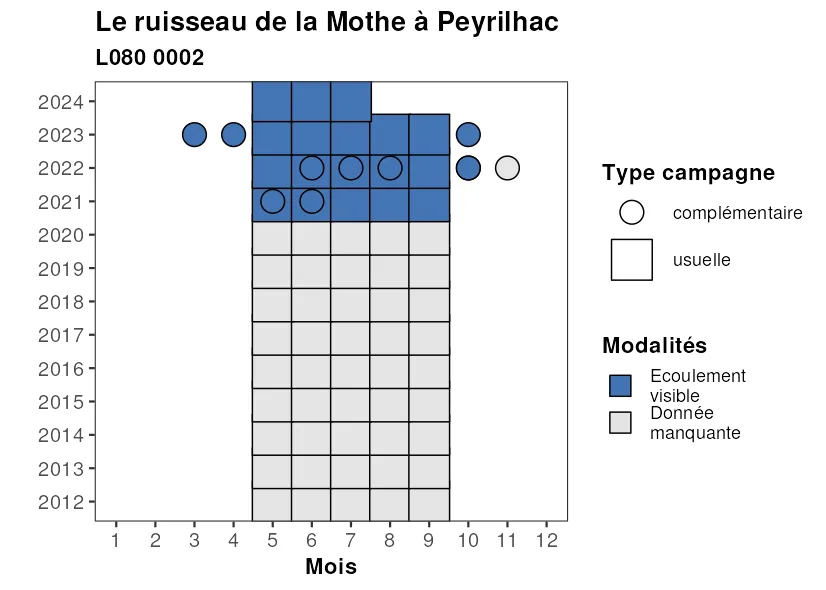 Le ruisseau de la Mothe à Peyrilhac
L080 0002
2024
2023
2022
2021
2020
2019
2018
2017
2016
2015
2014
2013
2012
1 2 3 4 5 6 7 8 9 10 11 12
Mois
Type campagne
complémentaire
usuelle
Modalités
Ecoulement
visible
Donnée
manquante